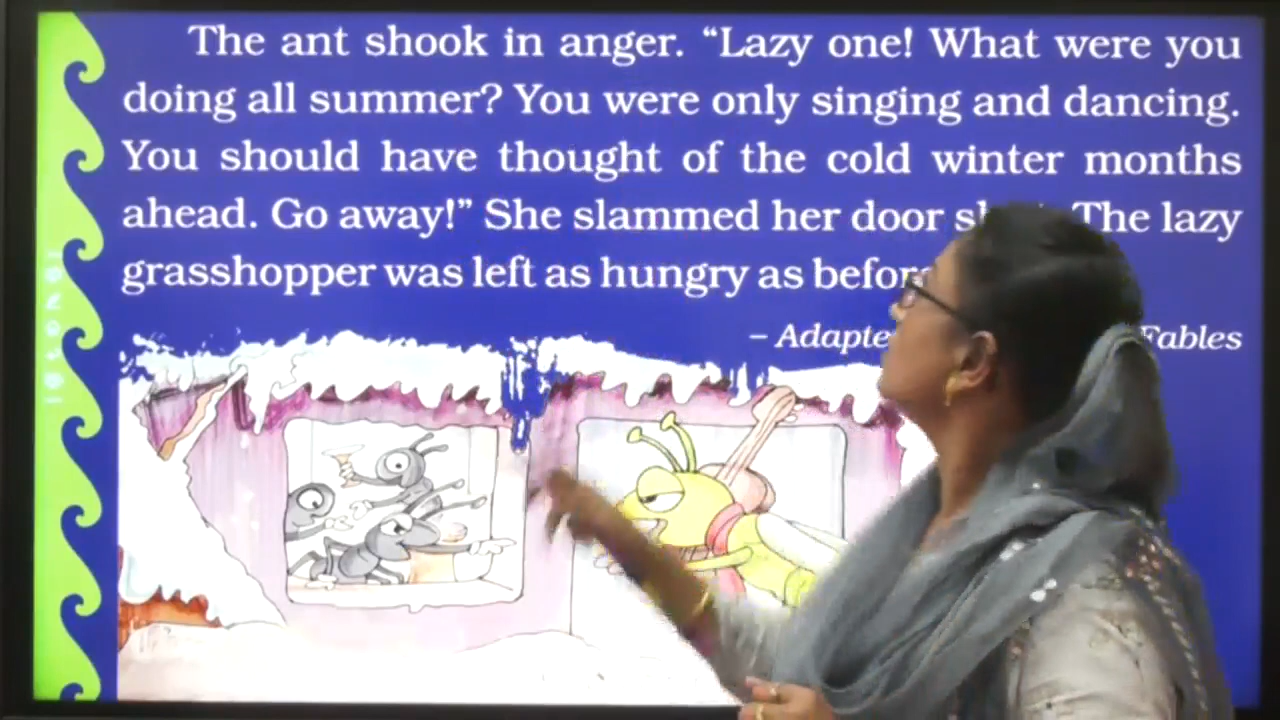 The ant shook in anger. “Lazy one! What were you
doing all summer? You were only singing and dancing.
You should have thought of the cold winter months
ahead. Go away!” She slammed her door The lazy
grasshopper was left as hungry as
– Fables